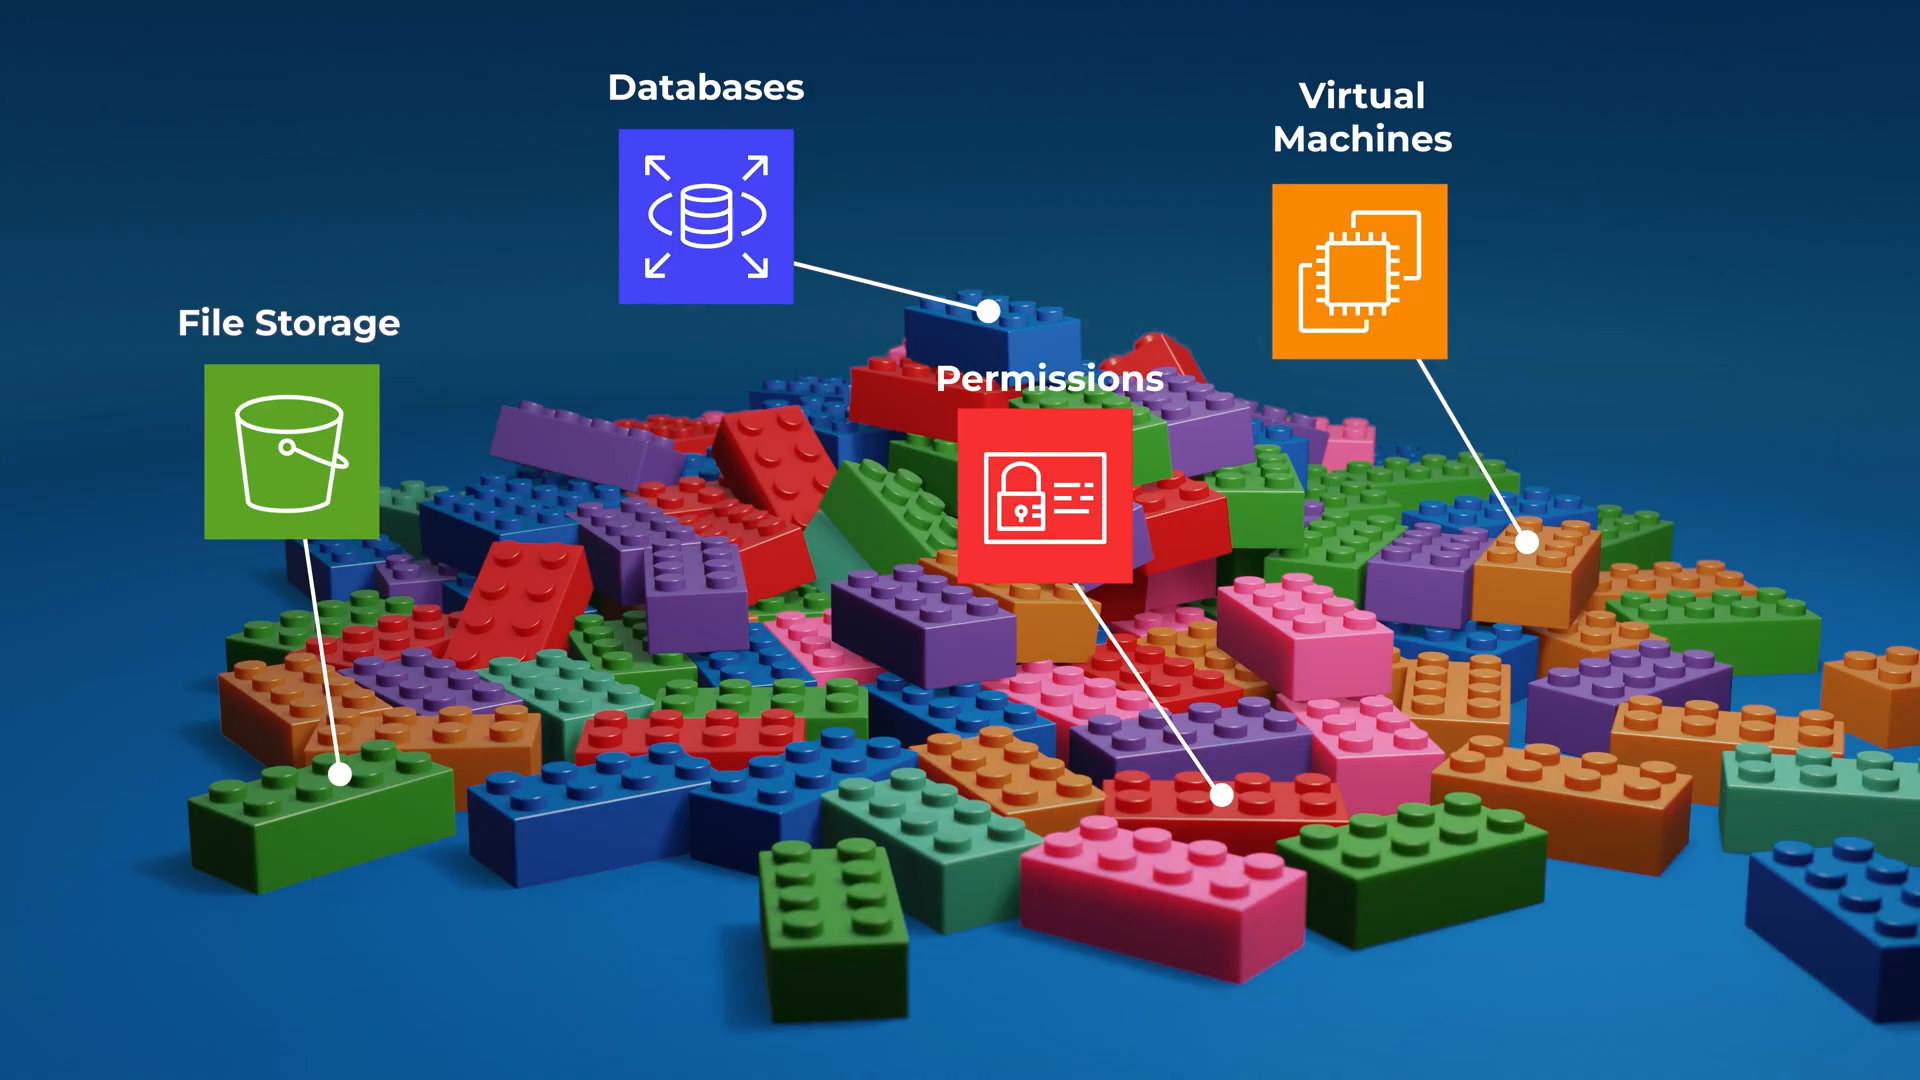 Databases
Virtual
Machines
File Storage
Permissions